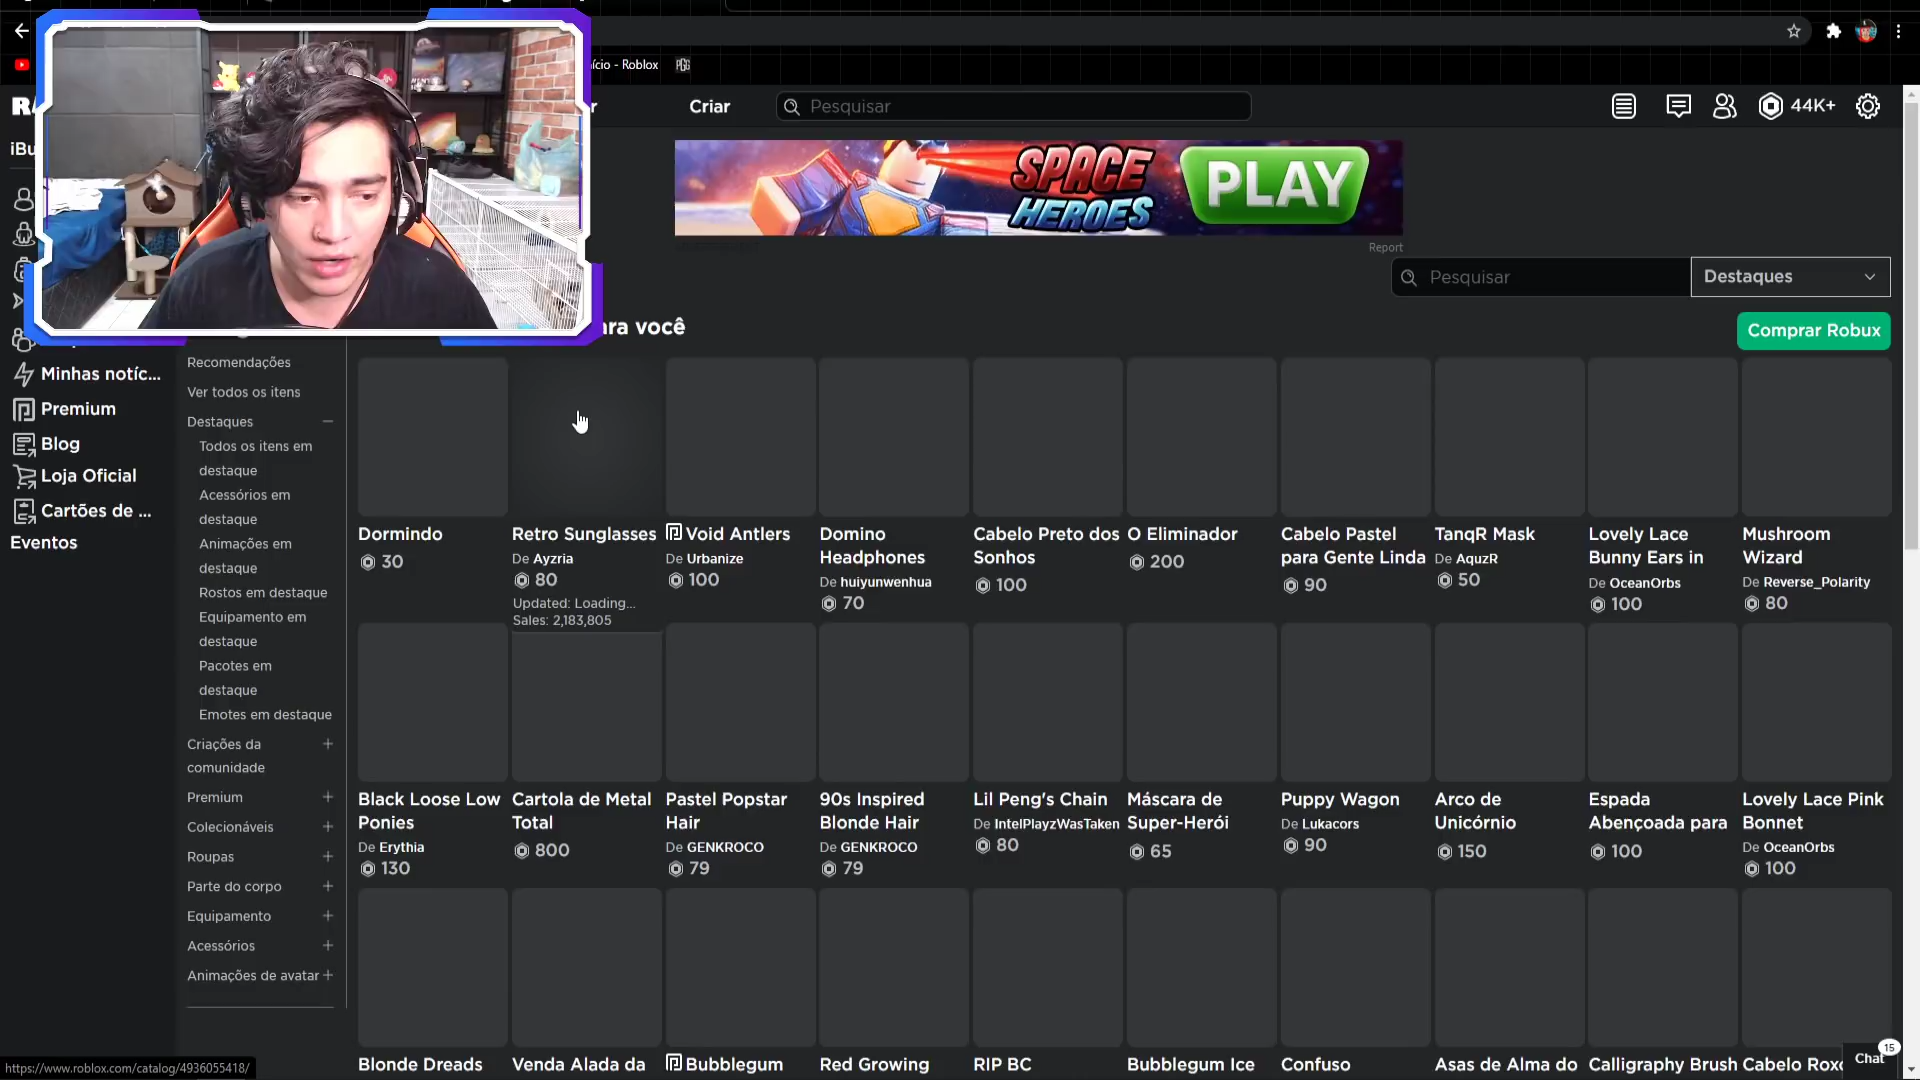 ício - Roblox
Criar
Pesquisar
44K+
SPACE HEROES
PLAY
Report
Pesquisar
Destaques
ara você
Comprar Robux
Minhas notíc...
Premium
Blog
Loja Oficial
Cartões de ...
Eventos
Recomendações
Ver todos os itens
Destaques
Todos os itens em
destaque
Acessórios em
destaque
Animações em
destaque
Rostos em destaque
Equipamento em
destaque
Pacotes em
destaque
Emotes em destaque
Criações da
comunidade
Premium
Colecionáveis
Roupas
Parte do corpo
Equipamento
Acessórios
Animações de avatar
Dormindo
30
Retro Sunglasses
De Ayzria
80
Updated: Loading...
Sales: 2,183,805
Void Antlers
De Urbanize
100
Domino
Headphones
De huiyunwenhua
70
Cabelo Preto dos
Sonhos
100
O Eliminador
200
Cabelo Pastel
para Gente Linda
90
TanqR Mask
De AquzR
50
Lovely Lace
Bunny Ears in
De OceanOrbs
100
Mushroom
Wizard
De Reverse_Polarity
80
Black Loose Low
Ponies
De Erythia
130
Cartola de Metal
Total
800
Pastel Popstar
Hair
De GENKROCO
79
90s Inspired
Blonde Hair
De GENKROCO
79
Lil Peng's Chain
De IntelPlayzWasTaken
80
Máscara de
Super-Herói
65
Puppy Wagon
De Lukacors
90
Arco de
Unicórnio
150
Espada
Abençoada para
100
Lovely Lace Pink
Bonnet
De OceanOrbs
100
Blonde Dreads
Venda Alada da
Bubblegum
Red Growing
RIP BC
Bubblegum Ice
Confuso
Asas de Alma do
Calligraphy Brush
Cabelo Roxo
Chat
15
https://www.roblox.com/catalog/4936055418/